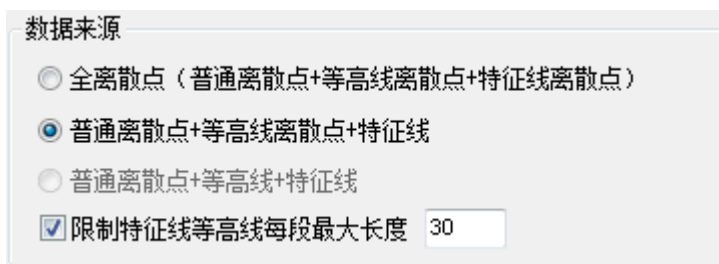 数据来源
全离散点（普通离散点+等高线离散点+特征线离散点）
普通离散点+等高线离散点+特征线
普通离散点+等高线+特征线
限制特征线等高线每段最大长度 30